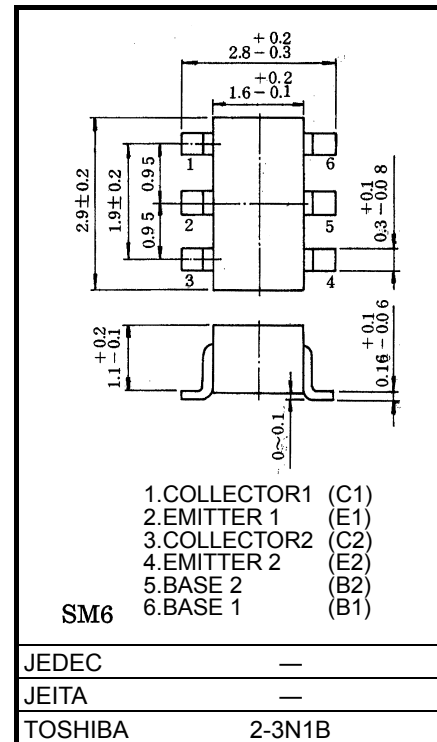 + 0.2
2.8 – 0.3
+ 0.2
1.6 – 0.1
1
6
2.9 ± 0.2
1.9 ± 0.2
0.95
0.95
2
5
+ 0.1
0.3 – 0.08
3
4
+ 0.2
1.1 – 0.1
+ 0.1
0.16 – 0.06
0~0.1
1.COLLECTOR1 (C1)
2.EMITTER 1 (E1)
3.COLLECTOR2 (C2)
4.EMITTER 2 (E2)
5.BASE 2 (B2)
SM6 6.BASE 1 (B1)
JEDEC —
JEITA —
TOSHIBA 2-3N1B